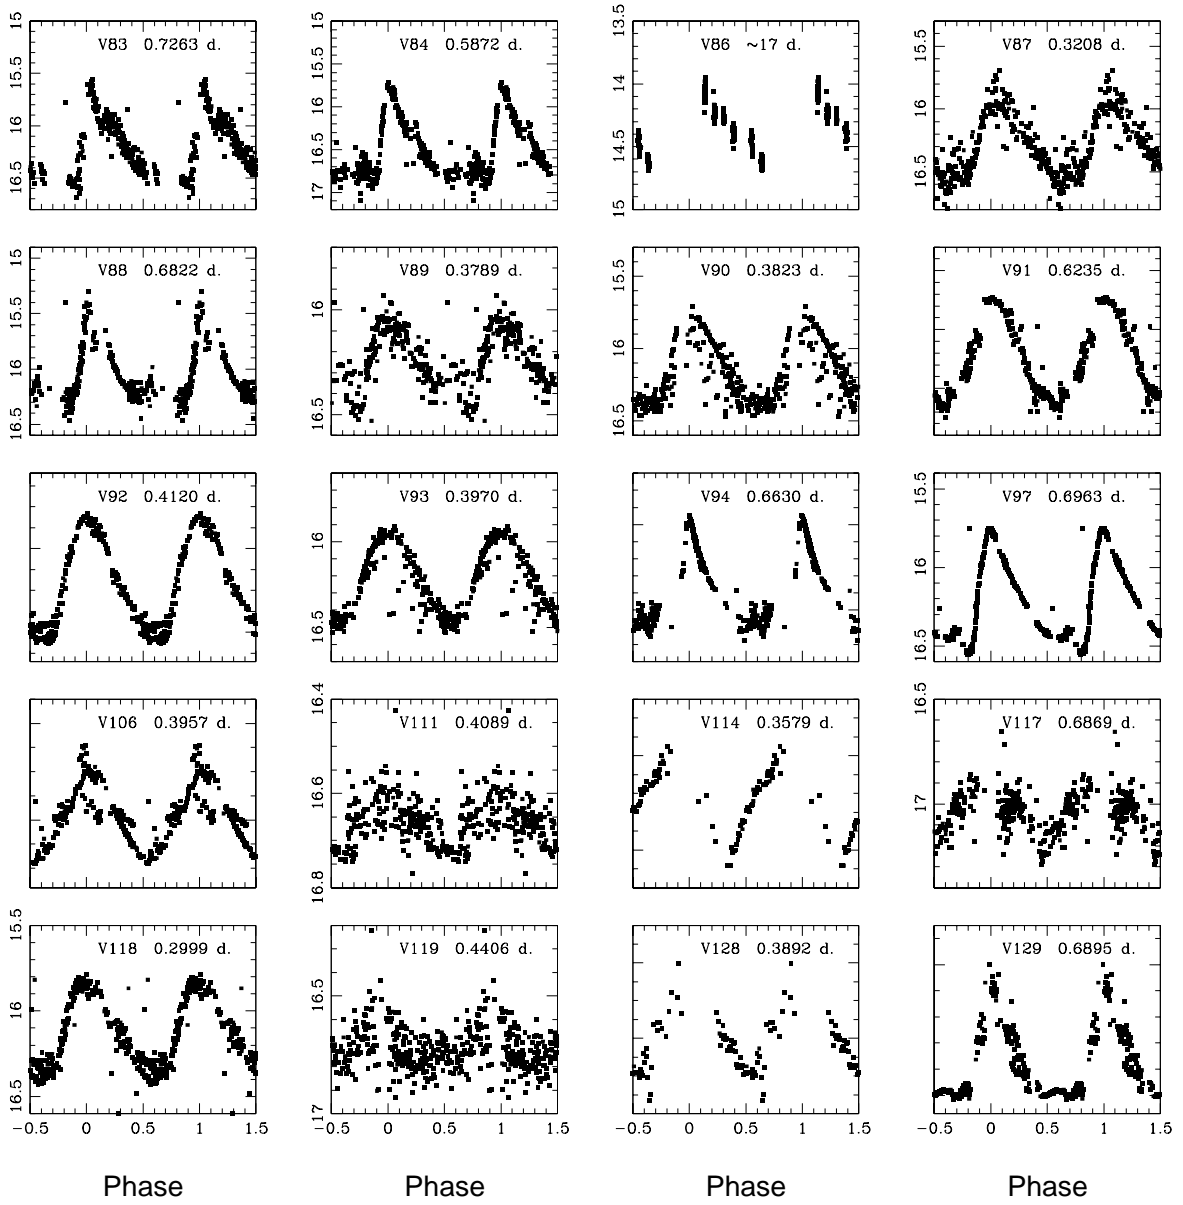 15 15.5 16 16.5 V83 0.7263 d.
15 15.5 16 16.5 17 V84 0.5872 d.
13.5 14 14.5 15 V86 ~17 d.
15.5 16 16.5 V87 0.3208 d.
15 15.5 16 16.5 V88 0.6822 d.
16 16.5 V89 0.3789 d.
15.5 16 16.5 V90 0.3823 d.
V91 0.6235 d.
V92 0.4120 d.
16 16.5 V93 0.3970 d.
V94 0.6630 d.
15.5 16 16.5 V97 0.6963 d.
V106 0.3957 d.
16.4 16.6 16.8 V111 0.4089 d.
V114 0.3579 d.
16.5 17 V117 0.6869 d.
15.5 16 16.5 V118 0.2999 d.
16.5 17 V119 0.4406 d.
V128 0.3892 d.
V129 0.6895 d.
−0.5 0 0.5 1 1.5 −0.5 0 0.5 1 1.5 −0.5 0 0.5 1 1.5 −0.5 0 0.5 1 1.5
Phase Phase Phase Phase